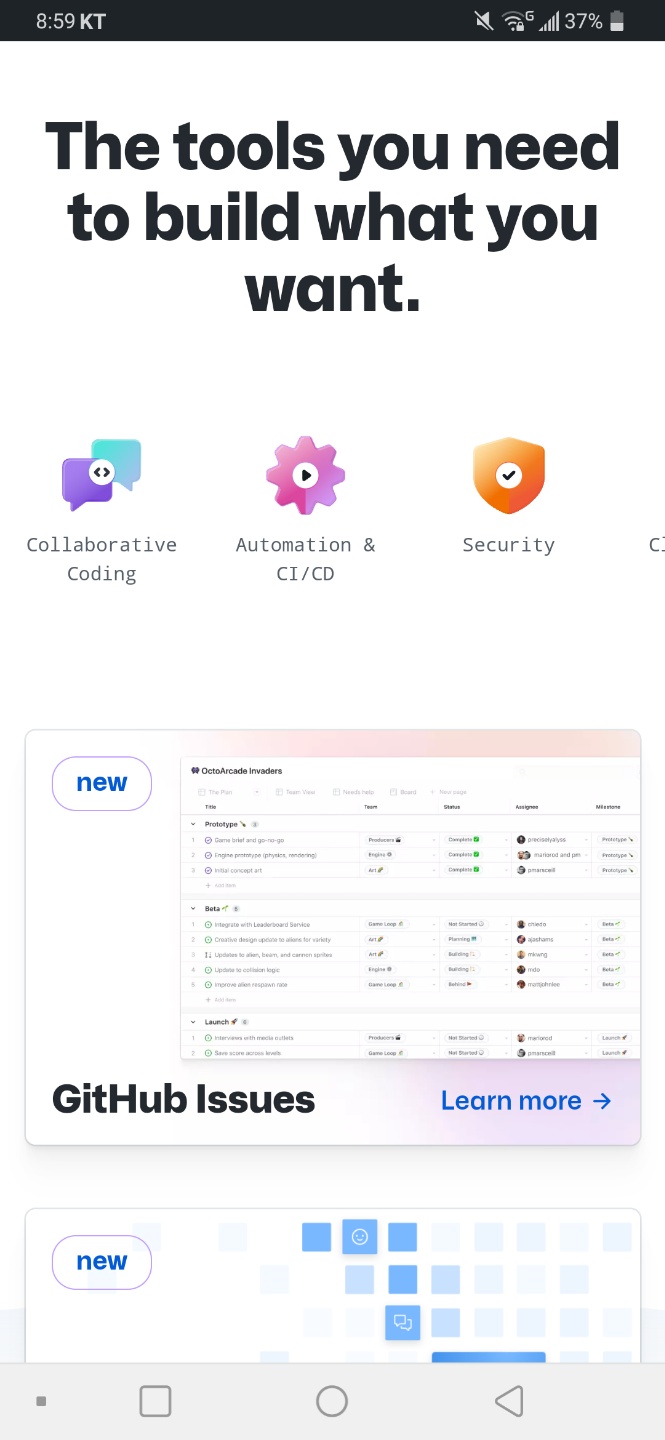 8:59 KT
37%
The tools you need
to build what you
want.
Collaborative
Coding
Automation &
CI/CD
Security
new
OctoArcade Invaders
The Plan
Team View
Needs help
Board
New page
Title Team Status Assignee Milestone
Prototype 3
1 Game brief and go-no-go Producers Complete preciselyalyss Prototype
2 Engine prototype (physics, rendering) Engine Complete mariorod and pm Prototype
3 Initial concept art Art Complete pmarsceill Prototype
+ Add item
Beta
1 Integrate with Leaderboard Service Game Loop Not Started chiedo Beta
2 Creative design update to aliens for variety Art Planning ajashams Beta
3 Updates to alien, beam, and cannon sprites Art Building mkwng Beta
4 Update to collision logic Engine Building mdo Beta
5 Improve alien respawn rate Game Loop Behind mattjohnlee Beta
+ Add item
Launch
1 Interviews with media outlets Producers Not Started mariorod Launch
2 Save score across levels Game Loop Not Started pmarsceill Launch
GitHub Issues
Learn more →
new